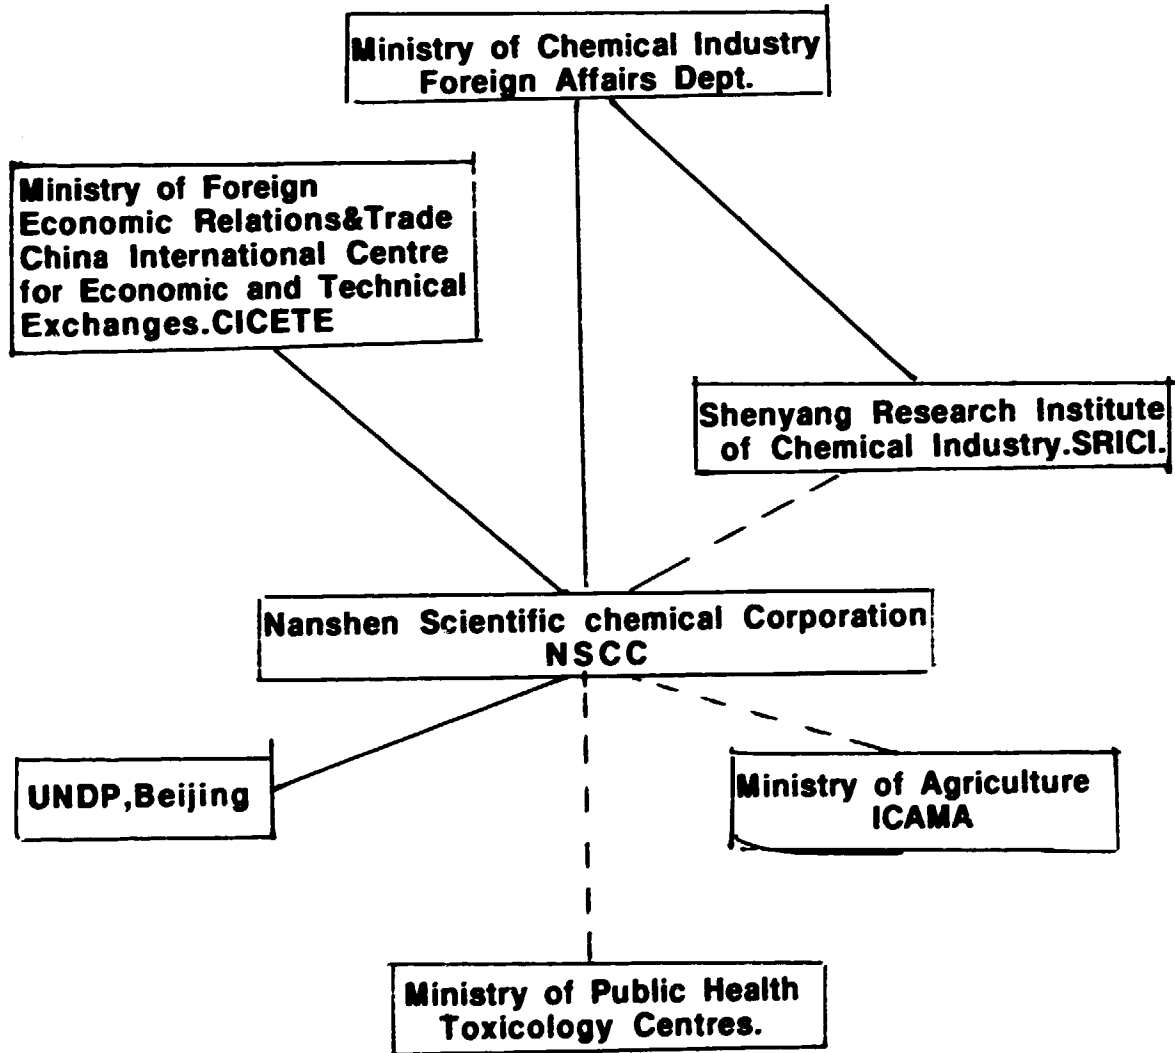 Ministry of Chemical Industry
Foreign Affairs Dept.
Ministry of Foreign
Economic Relations&Trade
China International Centre
for Economic and Technical
Exchanges.CICETE
Shenyang Research Institute
of Chemical Industry.SRICI.
Nanshen Scientific chemical Corporation
NSCC
UNDP,Beijing
Ministry of Agriculture
ICAMA
Ministry of Public Health
Toxicology Centres.